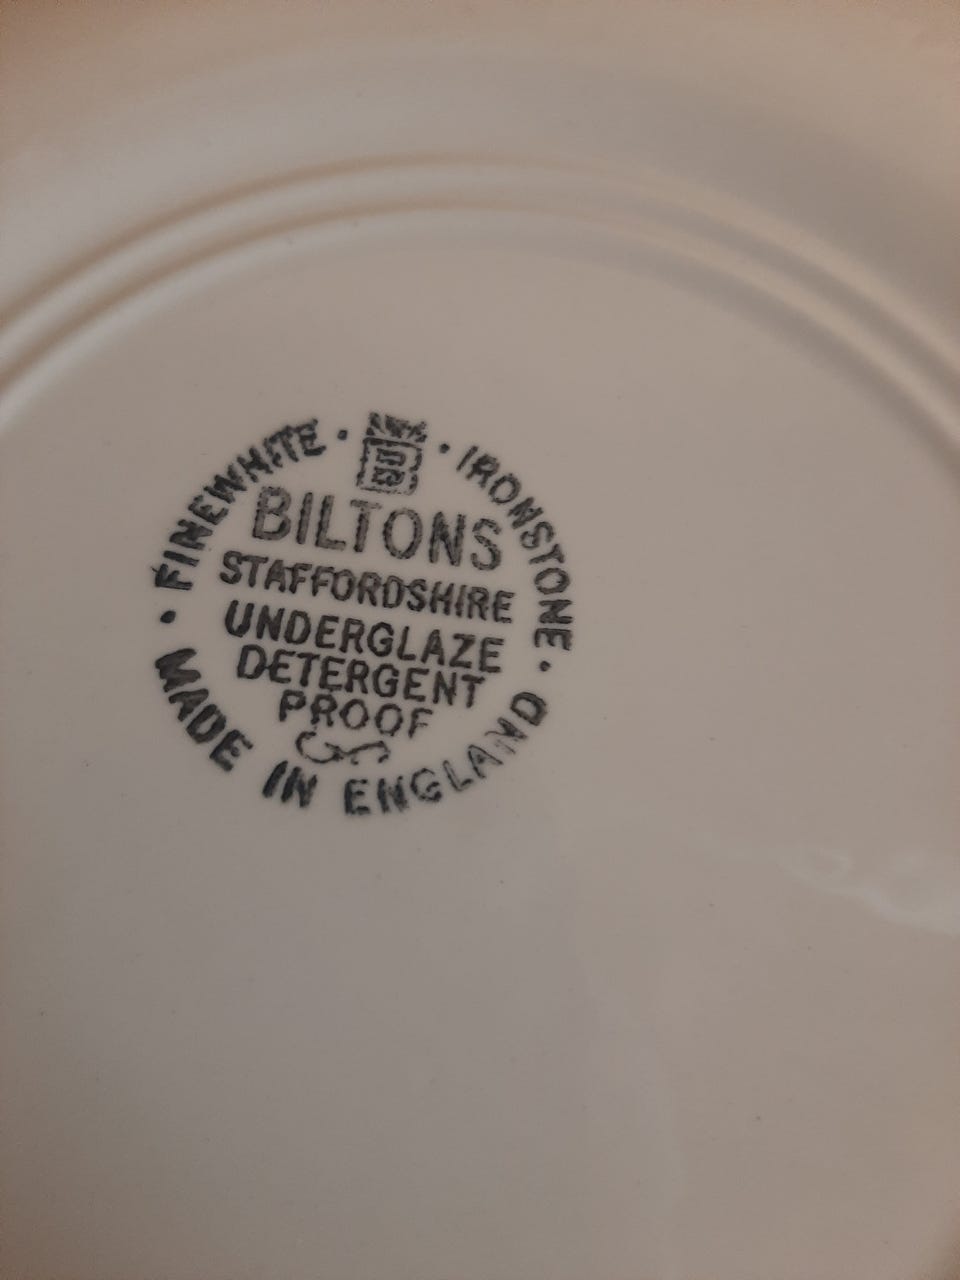 FINEWHITE · B · IRONSTONE ·
BILTONS
STAFFORDSHIRE
UNDERGLAZE
DETERGENT
PROOF
· MADE IN ENGLAND